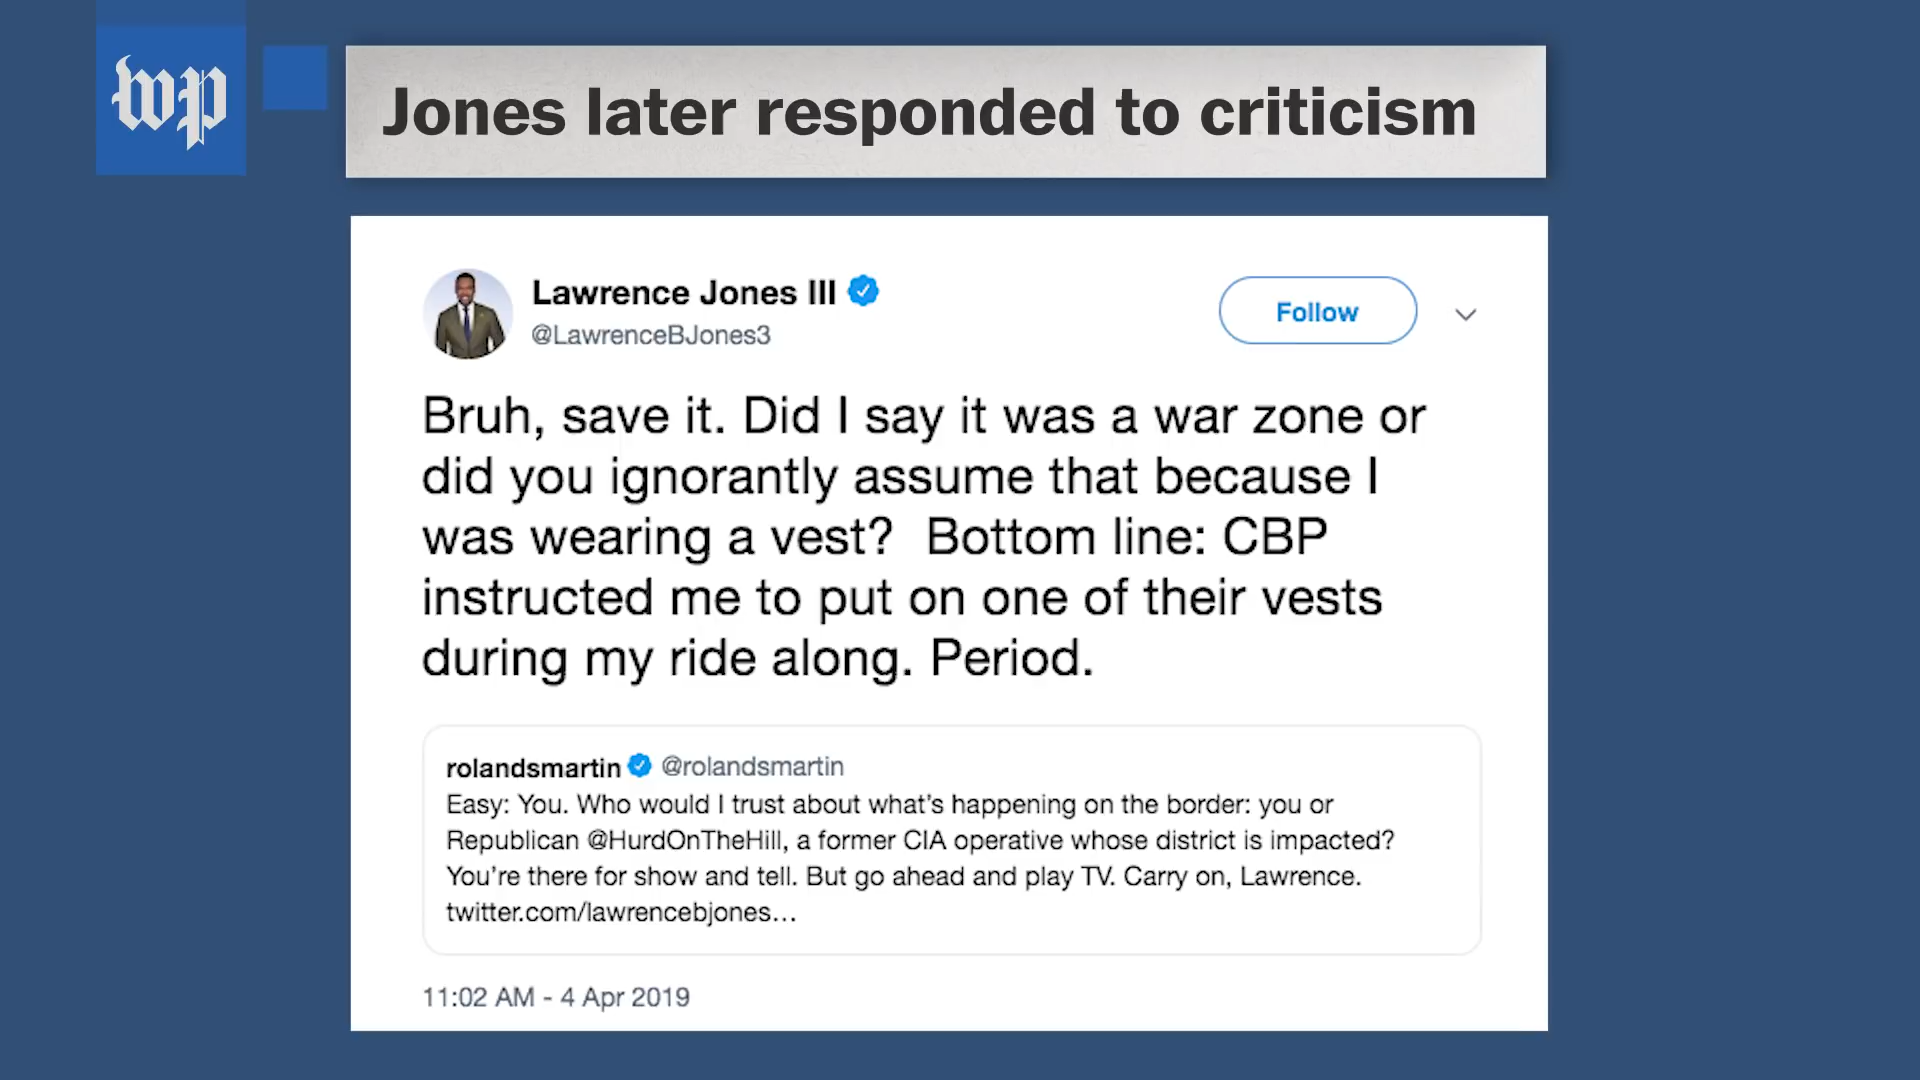 wp
Jones later responded to criticism
Lawrence Jones III
@LawrenceBJones3
Follow
Bruh, save it. Did I say it was a war zone or
did you ignorantly assume that because I
was wearing a vest?  Bottom line: CBP
instructed me to put on one of their vests
during my ride along. Period.
rolandsmartin @rolandsmartin
Easy: You. Who would I trust about what's happening on the border: you or
Republican @HurdOnTheHill, a former CIA operative whose district is impacted?
You're there for show and tell. But go ahead and play TV. Carry on, Lawrence.
twitter.com/lawrencebjones...
11:02 AM - 4 Apr 2019